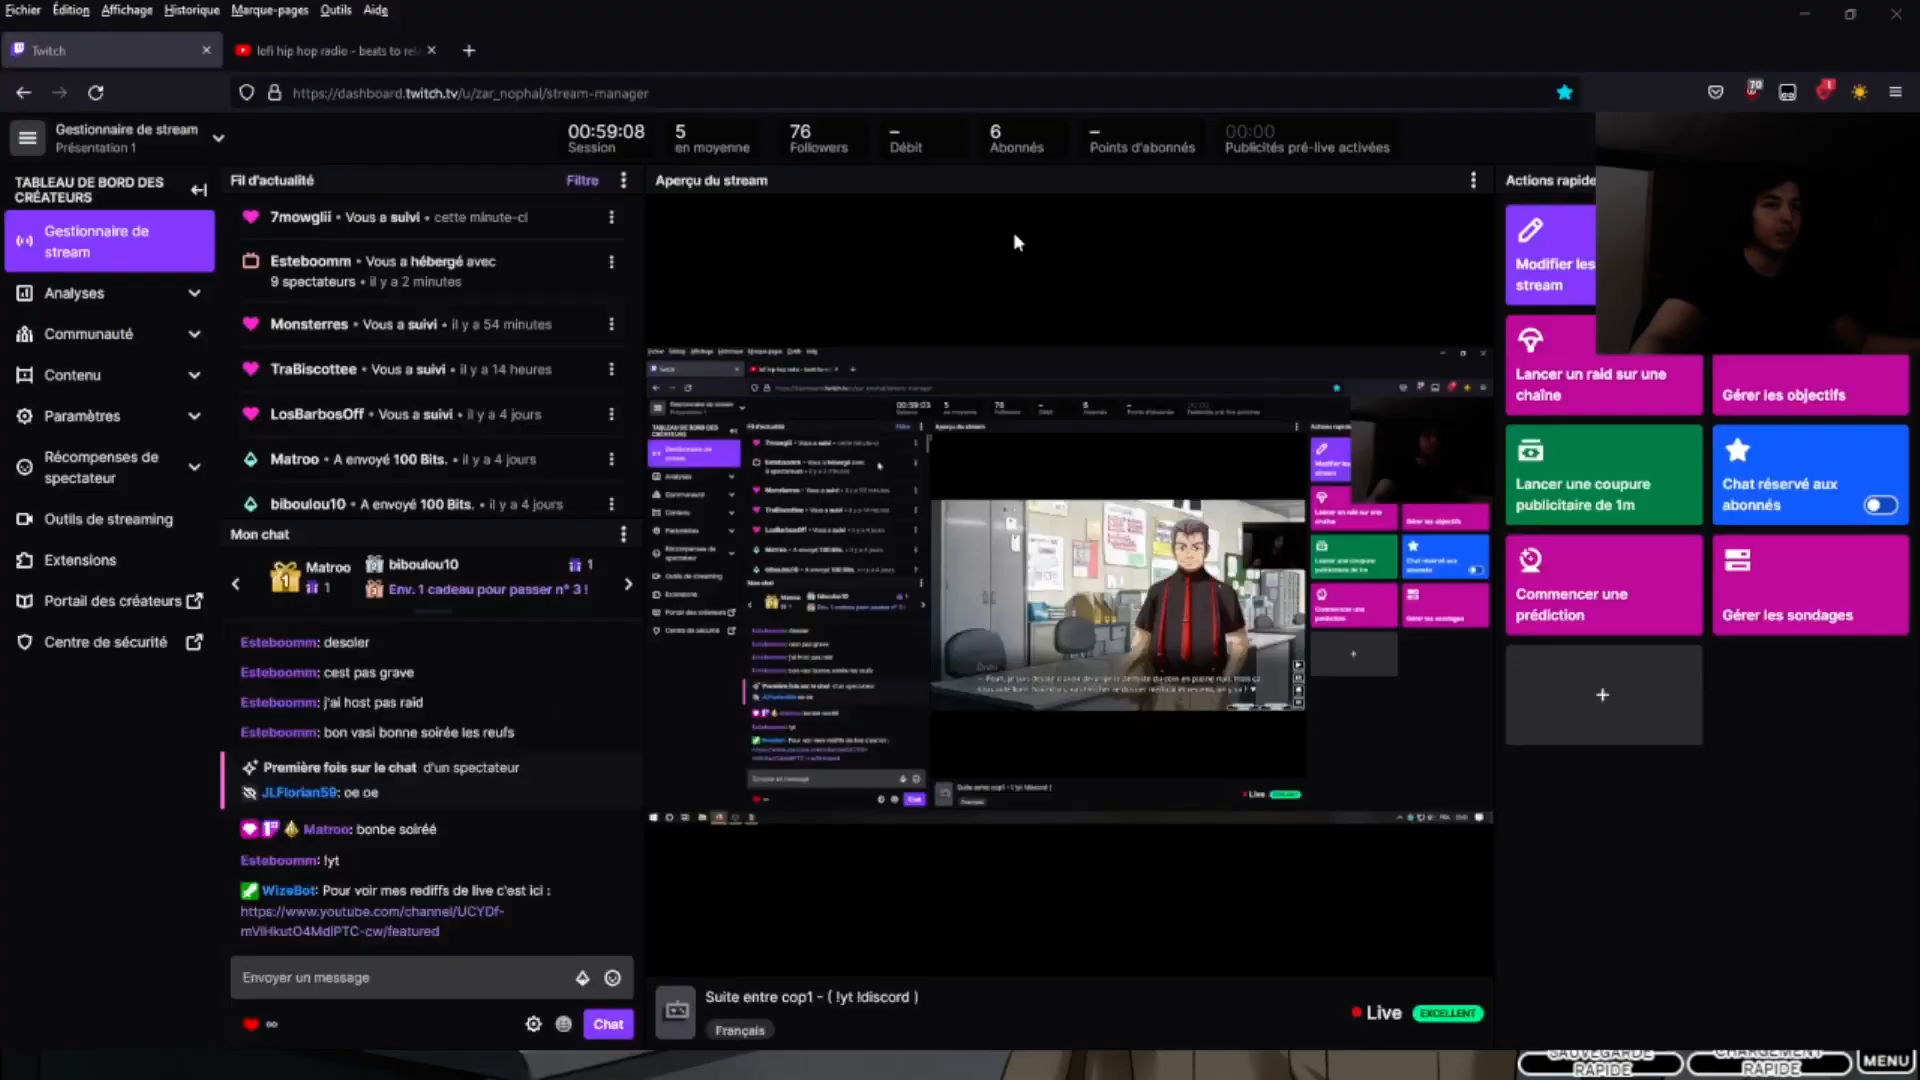 Fichier Édition Affichage Historique Marque-pages Outils Aide
Twitch
lofi hip hop radio - beats to rel
https://dashboard.twitch.tv/u/zar_nophal/stream-manager
70
1
Gestionnaire de stream
Présentation 1
00:59:08
Session
5
en moyenne
76
Followers
–
Débit
6
Abonnés
–
Points d'abonnés
00:00
Publicités pré-live activées
TABLEAU DE BORD DES
CRÉATEURS
Gestionnaire de
stream
Analyses
Communauté
Contenu
Paramètres
Récompenses de
spectateur
Outils de streaming
Extensions
Portail des créateurs
Centre de sécurité
Fil d'actualité
Filtre
7mowglii • Vous a suivi • cette minute-ci
Esteboomm • Vous a hébergé avec
9 spectateurs • il y a 2 minutes
Monsterres • Vous a suivi • il y a 54 minutes
TraBiscottee • Vous a suivi • il y a 14 heures
LosBarbosOff • Vous a suivi • il y a 4 jours
Matroo • A envoyé 100 Bits. • il y a 4 jours
biboulou10 • A envoyé 100 Bits. • il y a 4 jours
Mon chat
1
Matroo
1
2
biboulou10
1
3
Env. 1 cadeau pour passer n° 3 !
Esteboomm: desoler
Esteboomm: cest pas grave
Esteboomm: j'ai host pas raid
Esteboomm: bon vasi bonne soirée les reufs
Première fois sur le chat d'un spectateur
JLFlorian59: oe oe
Matroo: bonbe soiréé
Esteboomm: !yt
WizeBot: Pour voir mes rediffs de live c'est ici :
https://www.youtube.com/channel/UCYDf-
mVlHkutO4MdlPTC-cw/featured
Envoyer un message
∞
Chat
Aperçu du stream
Suite entre cop1 - ( !yt !discord )
Français
Live
EXCELLENT
Actions rapide
Modifier les
stream
Lancer un raid sur une
chaîne
Gérer les objectifs
Lancer une coupure
publicitaire de 1m
Chat réservé aux
abonnés
Commencer une
prédiction
Gérer les sondages
SAUVEGARDE
RAPIDE
CHARGEMENT
RAPIDE
MENU